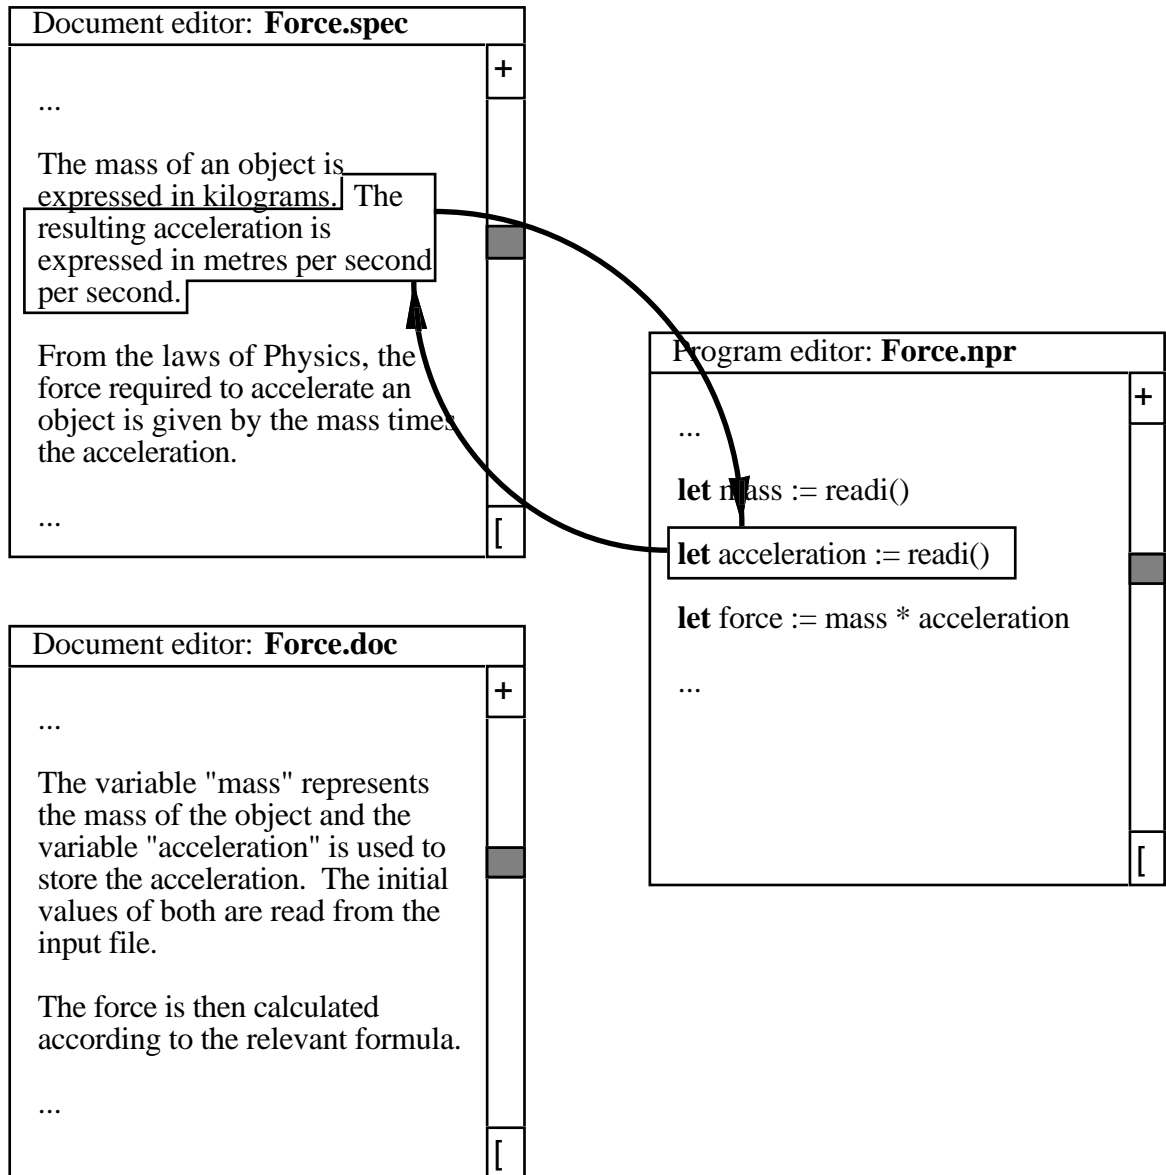 Document editor: Force.spec
+
...
The mass of an object is
expressed in kilograms. The
resulting acceleration is
expressed in metres per second
per second.
From the laws of Physics, the
force required to accelerate an
object is given by the mass times
the acceleration.
...
[
Program editor: Force.npr
+
...
let mass := readi()
let acceleration := readi()
let force := mass * acceleration
...
[
Document editor: Force.doc
+
...
The variable "mass" represents
the mass of the object and the
variable "acceleration" is used to
store the acceleration. The initial
values of both are read from the
input file.
The force is then calculated
according to the relevant formula.
...
[